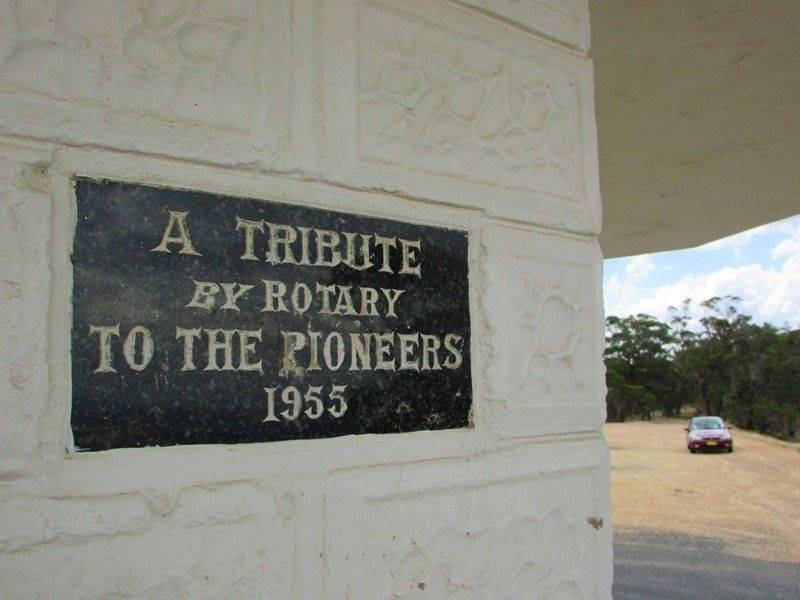 A TRIBUTE
BY ROTARY
TO THE PIONEERS
1955